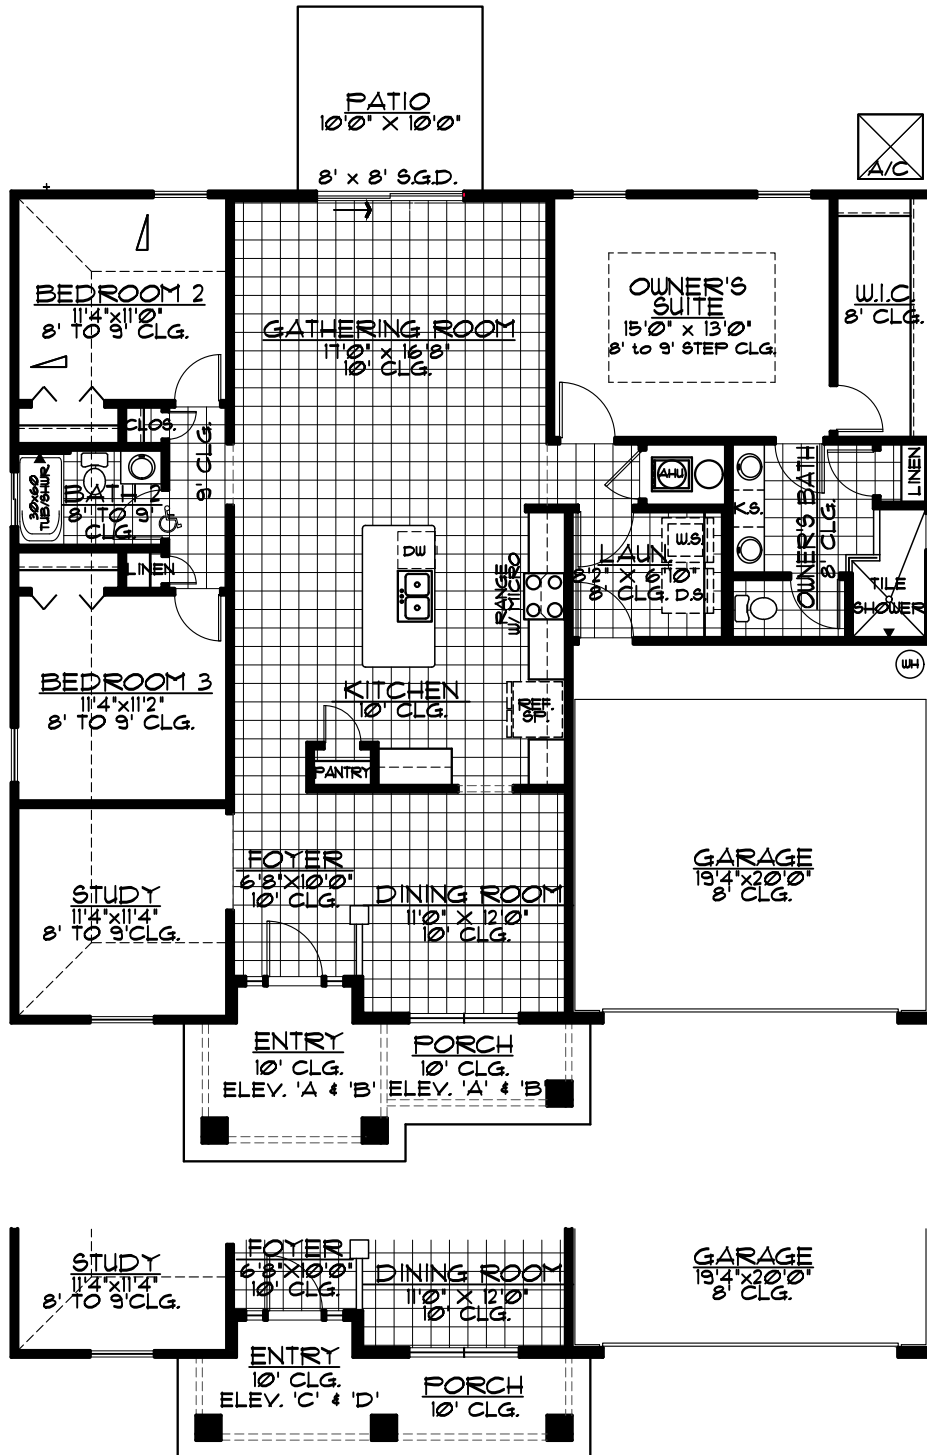 PATIO
10'0" X 10'0"
8' x 8' S.G.D.
A/C
BEDROOM 2
11'4"x11'0"
8' TO 9' CLG.
GATHERING ROOM
17'0" x 16'8"
10' CLG.
OWNER'S
SUITE
15'0" x 13'0"
8' to 9' STEP CLG.
W.I.C.
8' CLG.
CLOS.
9' CLG.
30x60
TUB/SHWR
BATH 2
8' TO 9'
CLG.
LINEN
AHU
K.S.
OWNER'S BATH
8' CLG.
LINEN
TILE
SHOWER
W.S.
LAUN.
8'2" X 6'10"
8' CLG.
D.S.
DW
RANGE
W/ MICRO
WH
BEDROOM 3
11'4"x11'2"
8' TO 9' CLG.
KITCHEN
10' CLG.
REF.
SP.
PANTRY
STUDY
11'4"x11'4"
8' TO 9'CLG.
FOYER
6'8"X10'0"
10' CLG.
DINING ROOM
11'0" X 12'0"
10' CLG.
GARAGE
19'4"x20'0"
8' CLG.
ENTRY
10' CLG.
ELEV. 'A & 'B'
PORCH
10' CLG.
ELEV. 'A' & 'B'
STUDY
11'4"x11'4"
8' TO 9'CLG.
FOYER
6'8"X10'0"
10' CLG.
DINING ROOM
11'0" X 12'0"
10' CLG.
GARAGE
19'4"x20'0"
8' CLG.
ENTRY
10' CLG.
ELEV. 'C' & 'D'
PORCH
10' CLG.